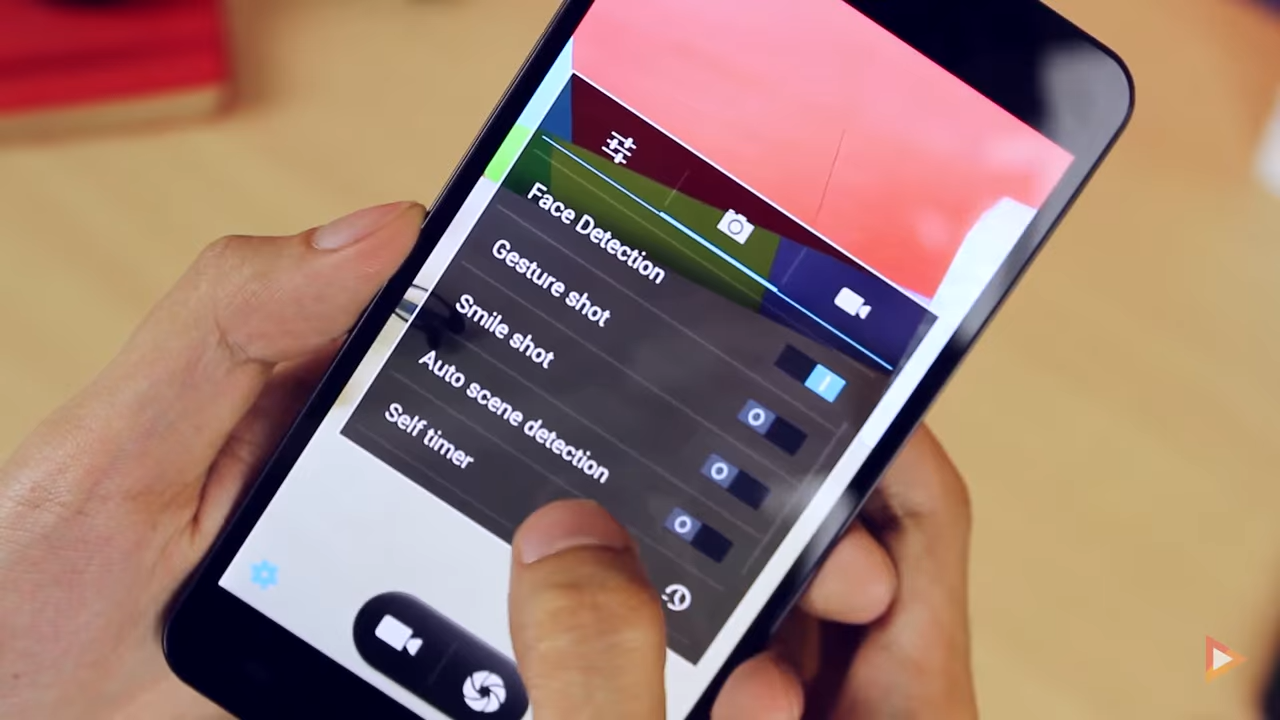 Face Detection
Gesture shot
Smile shot
Auto scene detection
Self timer